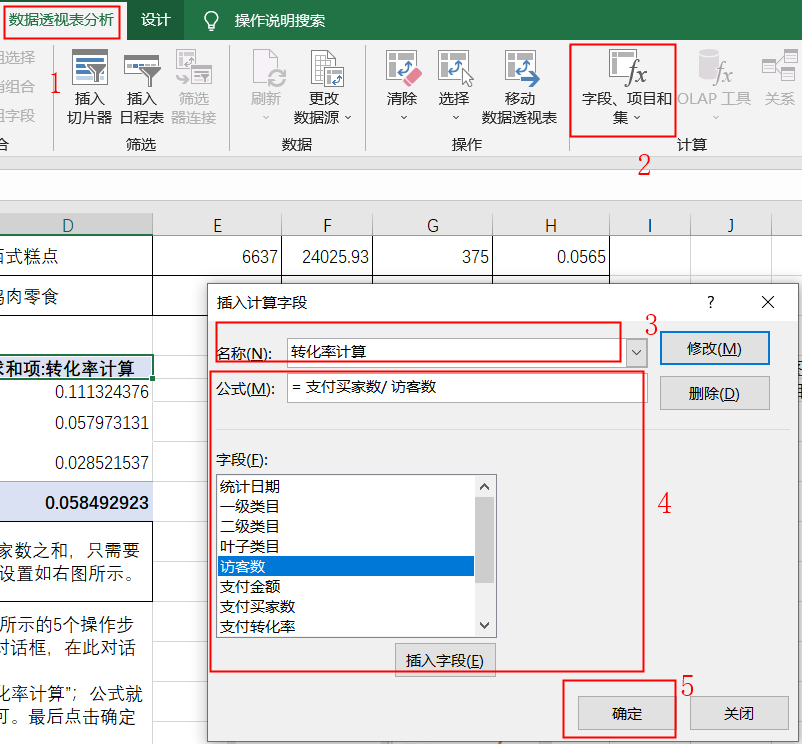 数据透视表分析 设计 操作说明搜索
组选择
组合
字段
1
插入
切片器
插入
日程表
筛选
器连接
筛选
刷新
更改
数据源
数据
清除
选择
移动
数据透视表
操作
字段、项目和
集
OLAP 工具
关系
计算
2
D E F G H I J
式糕点 6637 24025.93 375 0.0565
肉零食
和项:转化率计算
0.111324376
0.057973131
0.028521537
0.058492923
家数之和，只需要
设置如右图所示。
所示的5个操作步
对话框，在此对话
化率计算”；公式就
可。最后点击确定
插入计算字段 ?
3
名称(N): 转化率计算 修改(M)
公式(M): = 支付买家数/ 访客数 删除(D)
字段(F):
统计日期
一级类目
二级类目
叶子类目
访客数
支付金额
支付买家数
支付转化率
4
插入字段(E)
5
确定 关闭